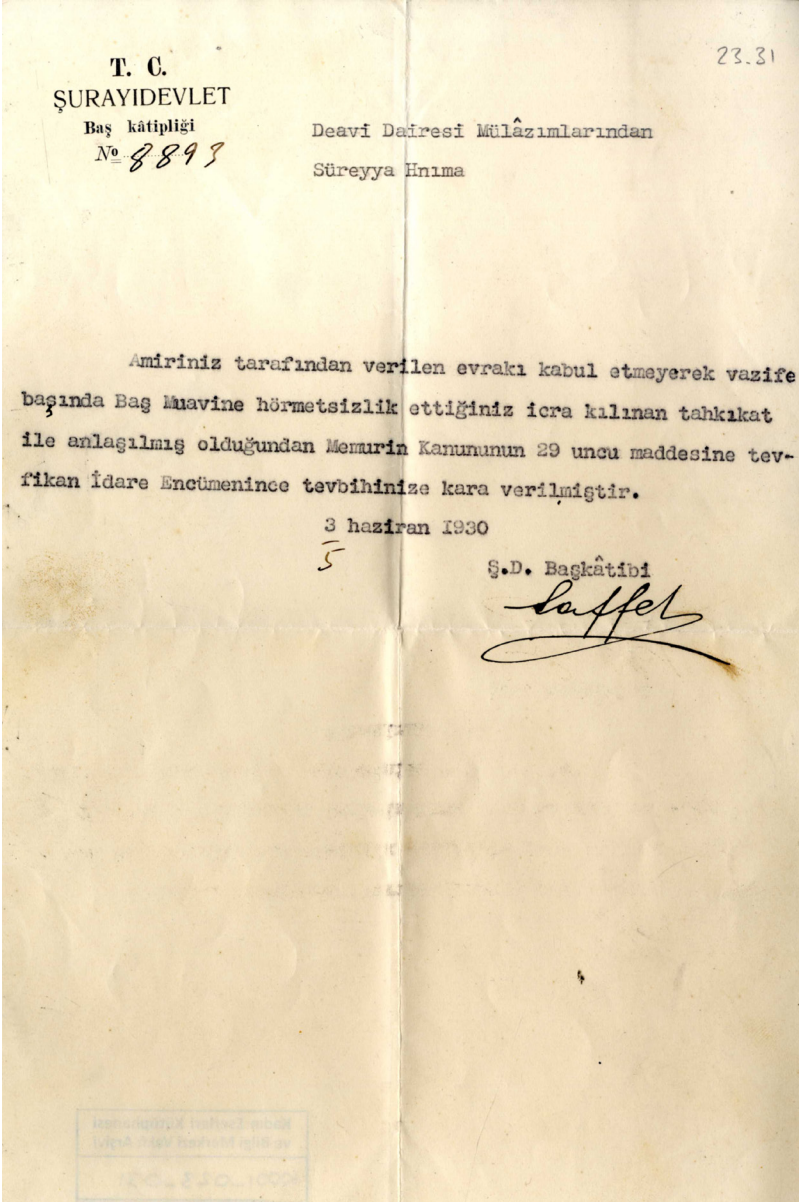 23.31
T. C.
ŞURAYIDEVLET
Baş kâtipliği
№ 8893
Deavi Dairesi Mülâzımlarından
Süreyya Hnıma
Amiriniz tarafından verilen evrakı kabul etmeyerek vazife
başında Baş Muavine hörmetsizlik ettiğiniz icra kılınan tahkikat
ile anlaşılmış olduğundan Memurin Kanununun 29 uncu maddesine tev-
fikan İdare Encümenince tevbihinize kara verilmiştir.
3 haziran 1930
5
Ş.D. Başkâtibi
Saffet